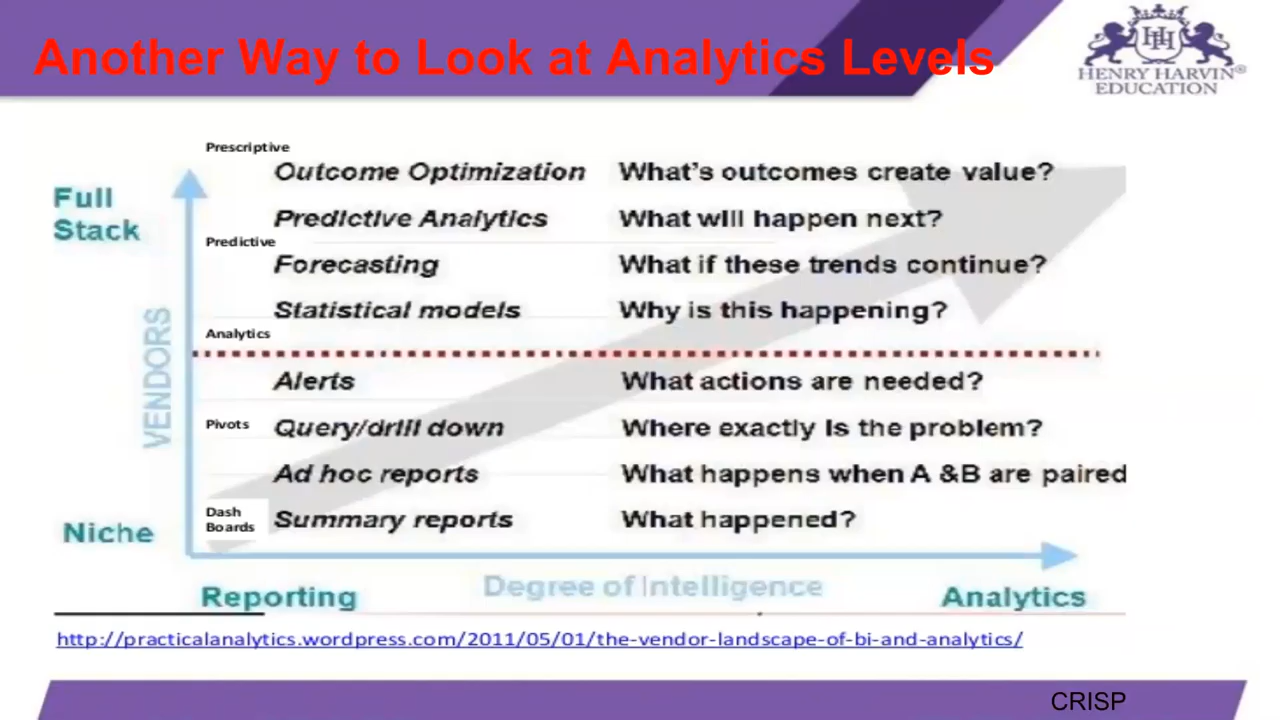 Another Way to Look at Analytics Levels
HENRY HARVIN®
EDUCATION
Prescriptive
Outcome Optimization What's outcomes create value?
Full
Stack
Predictive Analytics What will happen next?
Predictive
Forecasting What if these trends continue?
Statistical models Why is this happening?
Analytics
VENDORS
Alerts What actions are needed?
Pivots Query/drill down Where exactly is the problem?
Ad hoc reports What happens when A &B are paired
Dash
Boards
Summary reports What happened?
Niche
Reporting Degree of Intelligence Analytics
http://practicalanalytics.wordpress.com/2011/05/01/the-vendor-landscape-of-bi-and-analytics/
CRISP